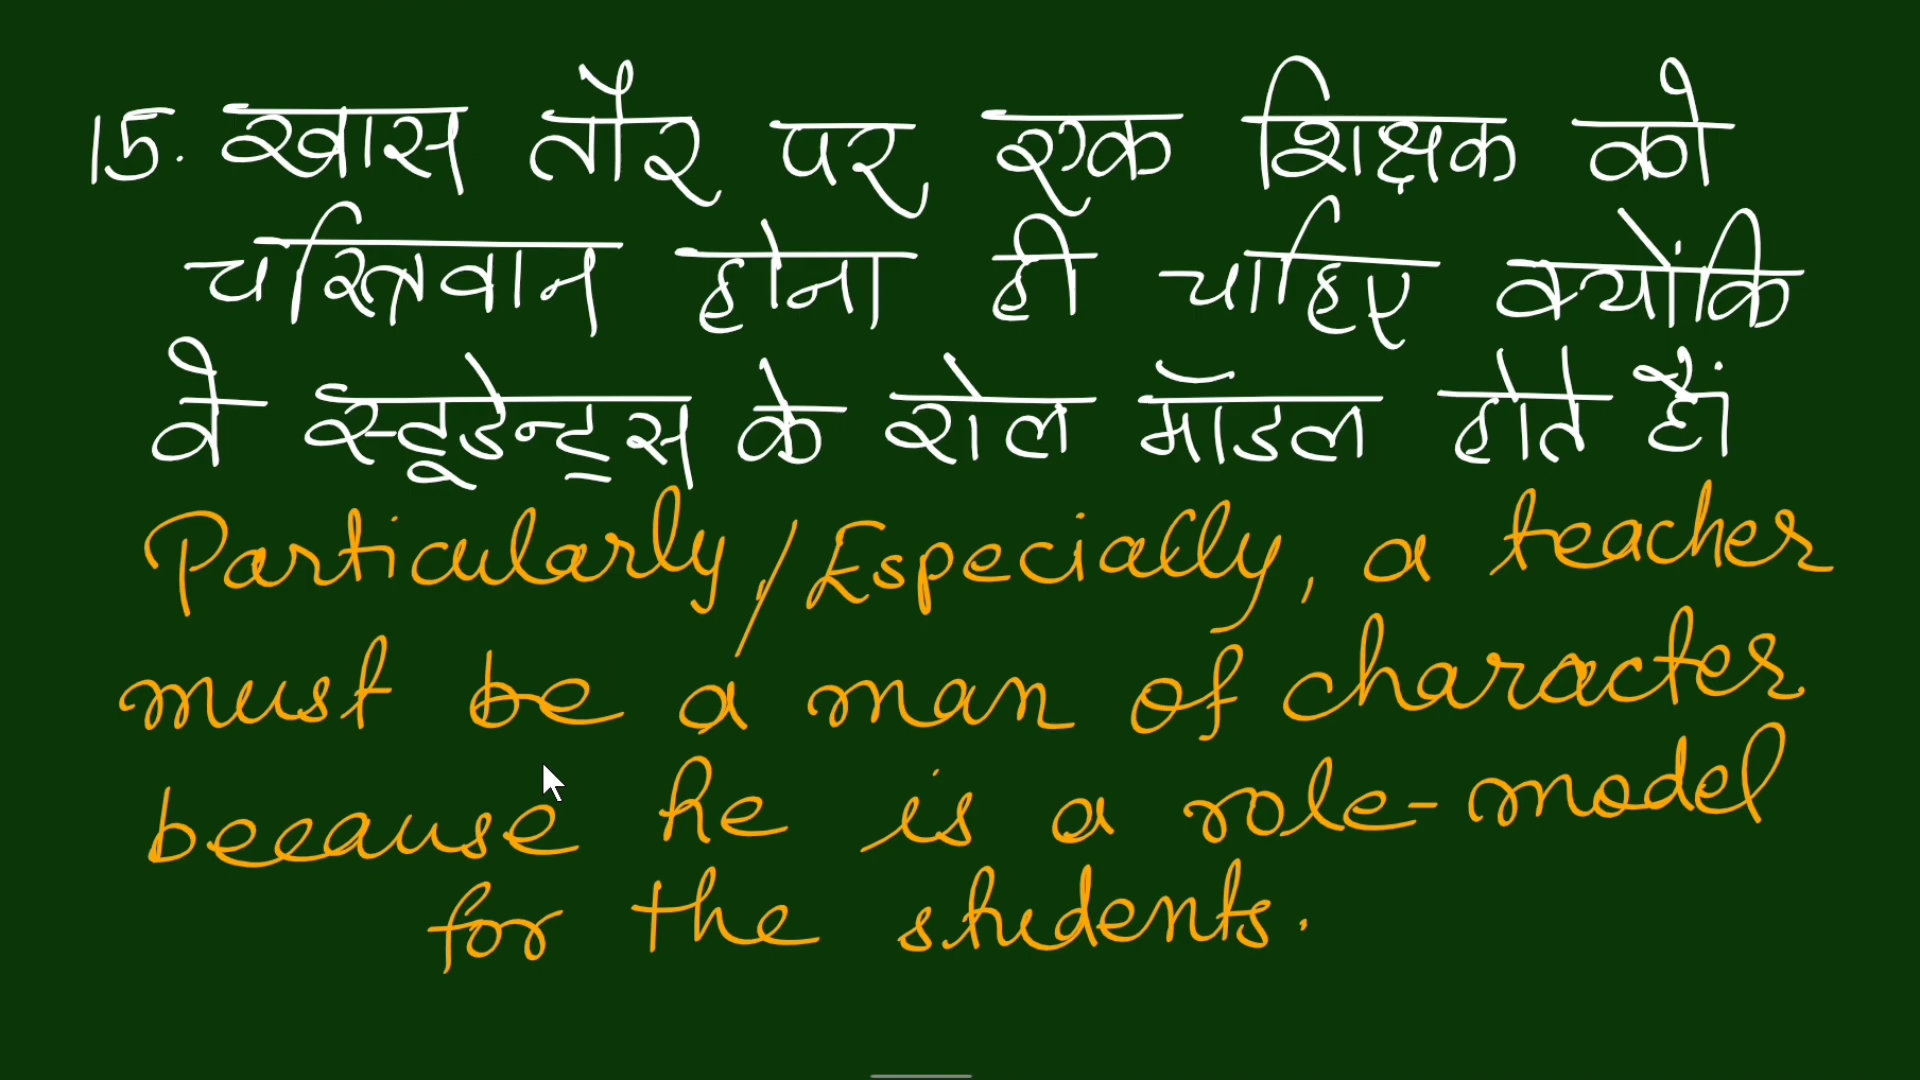 15. खास तौर पर एक शिक्षक को
चरित्रवान होना ही चाहिए क्योंकि
वे स्टूडेन्ट्स के रोल मॉडल होते हैं।
Particularly/Especially, a teacher
must be a man of character
because he is a role-model
for the students.